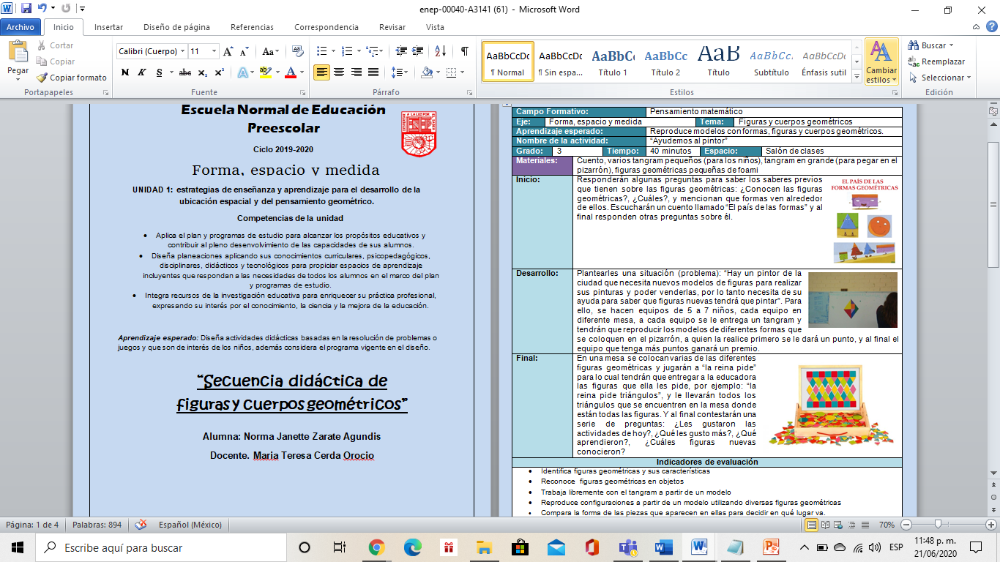 enep-00040-A3141 (61) - Microsoft Word
Archivo Inicio Insertar Diseño de página Referencias Correspondencia Revisar Vista
Pegar
Cortar
Copiar
Copiar formato
Portapapeles
Calibri (Cuerpo) 11
N K S abc x₂ x²
Fuente
Párrafo
AaBbCcDc AaBbCcDc AaBbCc AaBbCc AaB AaBbCc. AaBbCcDc
¶ Normal ¶ Sin espa... Título 1 Título 2 Título Subtítulo Énfasis sutil
Estilos
Cambiar estilos
Buscar
Reemplazar
Seleccionar
Edición
Escuela Normal de Educación
Preescolar
Ciclo 2019-2020
Forma, espacio y medida
UNIDAD 1: estrategias de enseñanza y aprendizaje para el desarrollo de la
ubicación espacial y del pensamiento geométrico.
Competencias de la unidad
• Aplica el plan y programas de estudio para alcanzar los propósitos educativos y
contribuir al pleno desenvolvimiento de las capacidades de sus alumnos.
• Diseña planeaciones aplicando sus conocimientos curriculares, psicopedagógicos,
disciplinares, didácticos y tecnológicos para propiciar espacios de aprendizaje
incluyentes que respondan a las necesidades de todos los alumnos en el marco del plan
y programas de estudio.
• Integra recursos de la investigación educativa para enriquecer su práctica profesional,
expresando su interés por el conocimiento, la ciencia y la mejora de la educación.
Aprendizaje esperado: Diseña actividades didácticas basadas en la resolución de problemas o
juegos y que son de interés de los niños, además considera el programa vigente en el diseño.
“Secuencia didáctica de
figuras y cuerpos geométricos”
Alumna: Norma Janette Zarate Agundis
Docente. Maria Teresa Cerda Orocio
Campo Formativo: Pensamiento matemático
Eje: Forma, espacio y medida Tema: Figuras y cuerpos geométricos
Aprendizaje esperado: Reproduce modelos con formas, figuras y cuerpos geométricos.
Nombre de la actividad: “Ayudemos al pintor”
Grado: 3 Tiempo: 40 minutos Espacio: Salón de clases
Materiales: Cuento, varios tangram pequeños (para los niños), tangram en grande (para pegar en el
pizarrón), figuras geométricas pequeñas de foami
Inicio: Responderán algunas preguntas para saber los saberes previos
que tienen sobre las figuras geométricas: ¿Conocen las figuras
geométricas?, ¿Cuáles?, y mencionan que formas ven alrededor
de ellos. Escucharán un cuento llamado “El país de las formas” y al
final responden otras preguntas sobre él.
EL PAÍS DE LAS
FORMAS GEOMÉTRICAS
Desarrollo: Plantearles una situación (problema): “Hay un pintor de la
ciudad que necesita nuevos modelos de figuras para realizar
sus pinturas y poder venderlas, por lo tanto necesita de su
ayuda para saber que figuras nuevas tendrá que pintar”. Para
ello, se hacen equipos de 5 a 7 niños, cada equipo en
diferente mesa, a cada equipo se le entrega un tangram y
tendrán que reproducir los modelos de diferentes formas que
se coloquen en el pizarrón, a quien la realice primero se le dará un punto, y al final el
equipo que tenga más puntos ganará un premio.
Final: En una mesa se colocan varias de las diferentes
figuras geométricas y jugarán a “la reina pide”
para lo cual tendrán que entregar a la educadora
las figuras que ella les pide, por ejemplo: “la
reina pide triángulos”, y le llevarán todos los
triángulos que se encuentren en la mesa donde
están todas las figuras. Y al final contestarán una
serie de preguntas: ¿Les gustaron las
actividades de hoy?, ¿Qué les gusto más?, ¿Qué
aprendieron?, ¿Cuáles figuras nuevas
conocieron?
Indicadores de evaluación
• Identifica figuras geométricas y sus características
• Reconoce figuras geométricas en objetos
• Trabaja libremente con el tangram a partir de un modelo
• Reproduce configuraciones a partir de un modelo utilizando diversas figuras geométricas
• Compara la forma de las piezas que aparecen en ellas para decidir en qué lugar va.
Página: 1 de 4 Palabras: 894 Español (México) 70%
Escribe aquí para buscar
ESP
11:48 p. m.
21/06/2020